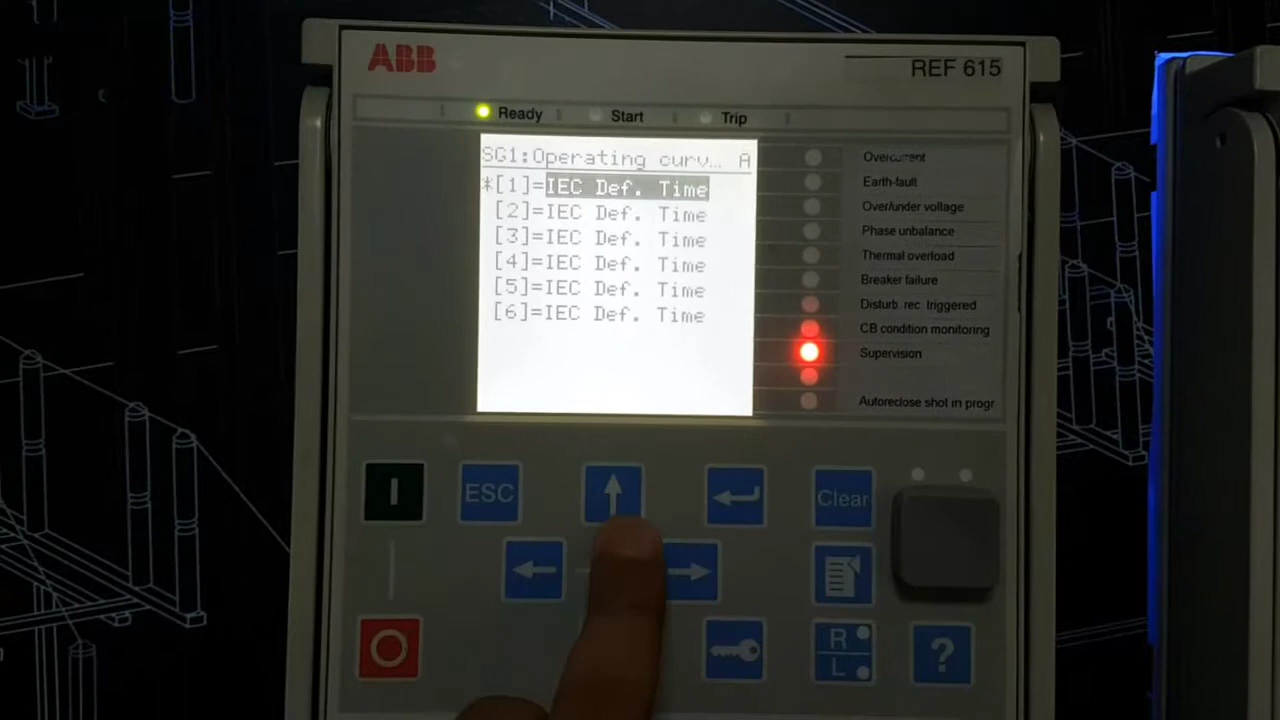 ABB
REF 615
Ready
Start
Trip
SG1:Operating curv… A
*[1]=IEC Def. Time
[2]=IEC Def. Time
[3]=IEC Def. Time
[4]=IEC Def. Time
[5]=IEC Def. Time
[6]=IEC Def. Time
Overcurrent
Earth-fault
Over/under voltage
Phase unbalance
Thermal overload
Breaker failure
Disturb. rec. triggered
CB condition monitoring
Supervision
Autoreclose shot in progr
I
ESC
Clear
O
R
L
?